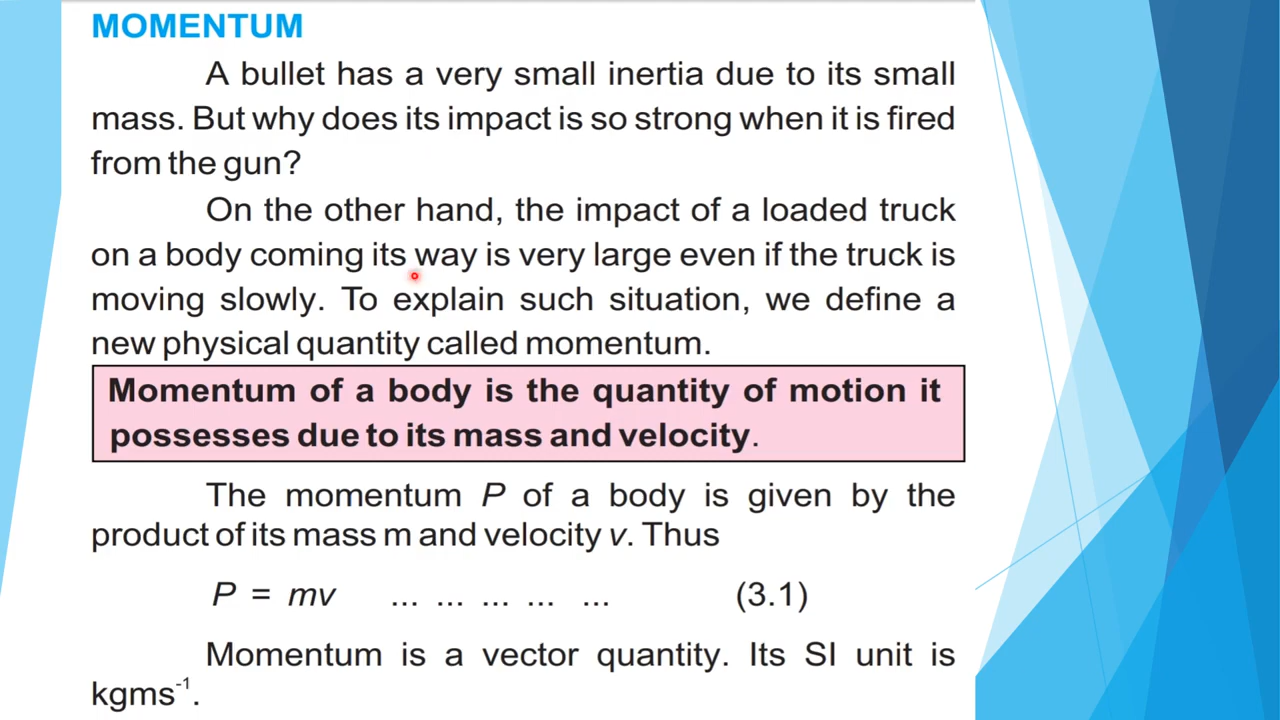 MOMENTUM
A bullet has a very small inertia due to its small
mass. But why does its impact is so strong when it is fired
from the gun?
On the other hand, the impact of a loaded truck
on a body coming its way is very large even if the truck is
moving slowly. To explain such situation, we define a
new physical quantity called momentum.
Momentum of a body is the quantity of motion it
possesses due to its mass and velocity.
The momentum P of a body is given by the
product of its mass m and velocity v. Thus
P = mv ... ... ... ... ... (3.1)
Momentum is a vector quantity. Its SI unit is
kgms⁻¹.